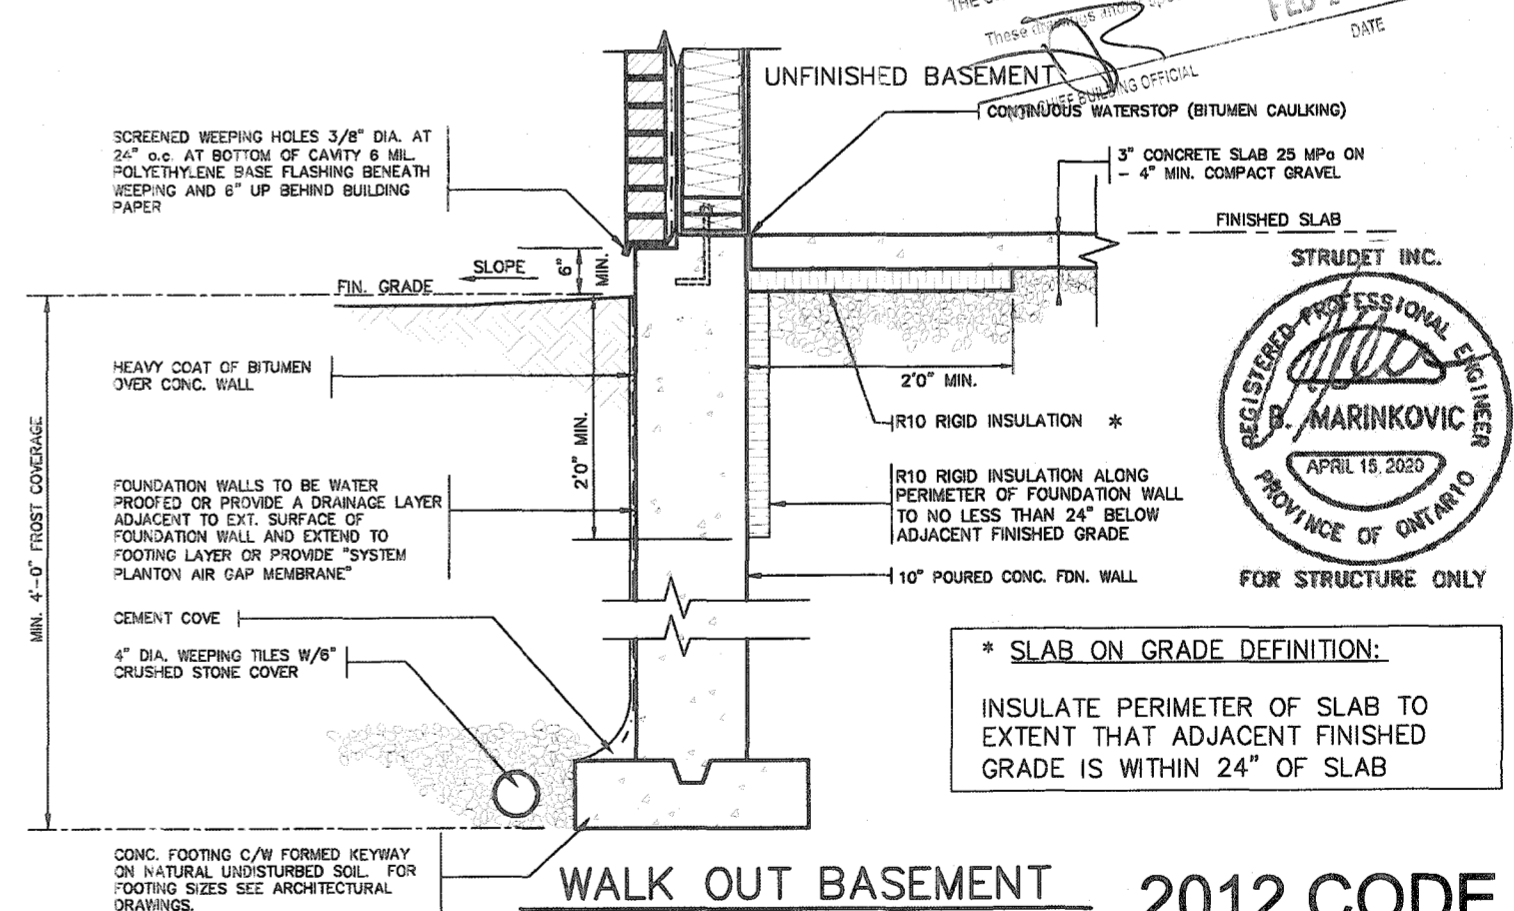 THE
These drawings and/or
FEB 2
DATE
CHIEF BUILDING OFFICIAL
UNFINISHED BASEMENT
CONTINUOUS WATERSTOP (BITUMEN CAULKING)
SCREENED WEEPING HOLES 3/8" DIA. AT
24" o.c. AT BOTTOM OF CAVITY 6 MIL.
POLYETHYLENE BASE FLASHING BENEATH
WEEPING AND 6" UP BEHIND BUILDING
PAPER
3" CONCRETE SLAB 25 MPa ON
- 4" MIN. COMPACT GRAVEL
FINISHED SLAB
SLOPE
6"
MIN.
FIN. GRADE
HEAVY COAT OF BITUMEN
OVER CONC. WALL
2'0" MIN.
2'0" MIN.
R10 RIGID INSULATION *
R10 RIGID INSULATION ALONG
PERIMETER OF FOUNDATION WALL
TO NO LESS THAN 24" BELOW
ADJACENT FINISHED GRADE
10" POURED CONC. FDN. WALL
MIN. 4'-0" FROST COVERAGE
FOUNDATION WALLS TO BE WATER
PROOFED OR PROVIDE A DRAINAGE LAYER
ADJACENT TO EXT. SURFACE OF
FOUNDATION WALL AND EXTEND TO
FOOTING LAYER OR PROVIDE "SYSTEM
PLANTON AIR GAP MEMBRANE"
CEMENT COVE
4" DIA. WEEPING TILES W/6"
CRUSHED STONE COVER
CONC. FOOTING C/W FORMED KEYWAY
ON NATURAL UNDISTURBED SOIL. FOR
FOOTING SIZES SEE ARCHITECTURAL
DRAWINGS.
STRUDET INC.
REGISTERED PROFESSIONAL ENGINEER
B. MARINKOVIC
APRIL 15, 2020
PROVINCE OF ONTARIO
FOR STRUCTURE ONLY
* SLAB ON GRADE DEFINITION:
INSULATE PERIMETER OF SLAB TO
EXTENT THAT ADJACENT FINISHED
GRADE IS WITHIN 24" OF SLAB
WALK OUT BASEMENT
2012 CODE